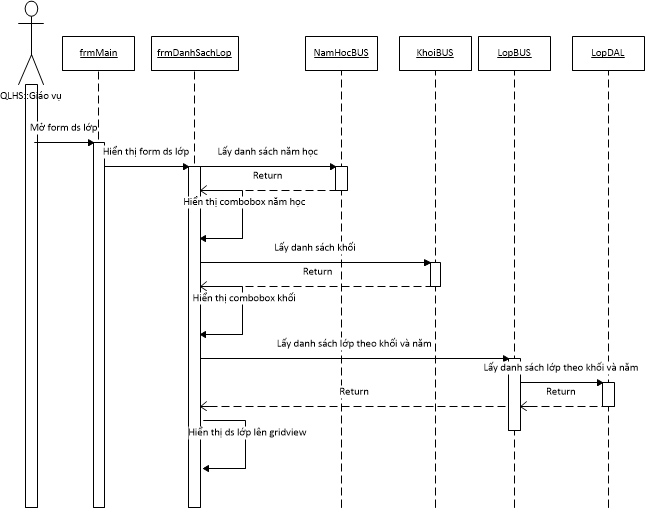 frmMain
frmDanhSachLop
NamHocBUS
KhoiBUS
LopBUS
LopDAL
QLHS::Giáo vụ
Mở form ds lớp
Hiển thị form ds lớp
Lấy danh sách năm học
Return
Hiển thị combobox năm học
Lấy danh sách khối
Return
Hiển thị combobox khối
Lấy danh sách lớp theo khối và năm
Lấy danh sách lớp theo khối và năm
Return
Return
Hiển thị ds lớp lên gridview